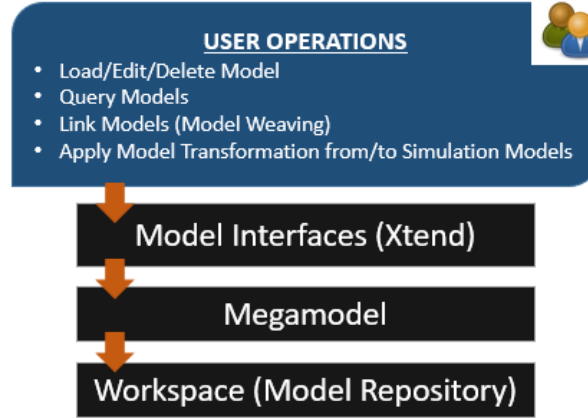 USER OPERATIONS
• Load/Edit/Delete Model
• Query Models
• Link Models (Model Weaving)
• Apply Model Transformation from/to Simulation Models
Model Interfaces (Xtend)
Megamodel
Workspace (Model Repository)